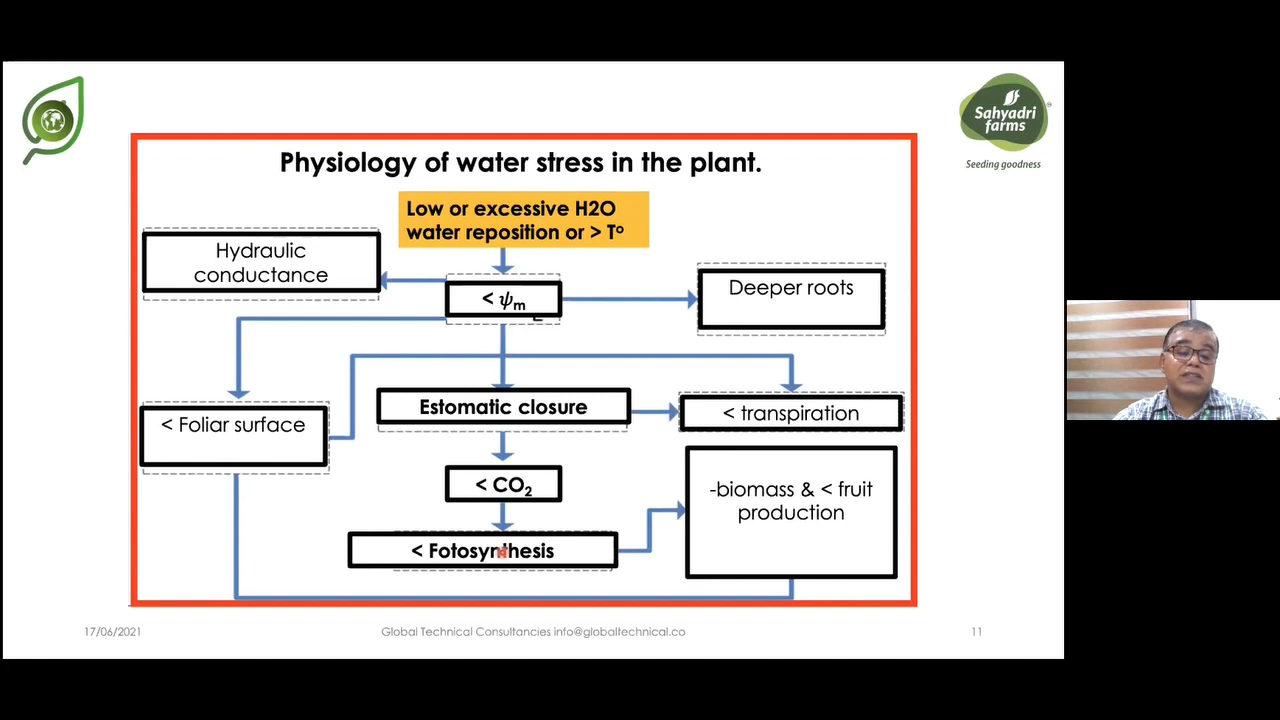 Sahyadri
farms
Seeding goodness
Physiology of water stress in the plant.
Low or excessive H2O
water reposition or > Tº
Hydraulic
conductance
< ψm
Deeper roots
< Foliar surface
Estomatic closure
< transpiration
< CO₂
-biomass & < fruit
production
< Fotosynthesis
17/06/2021
Global Technical Consultancies info@globaltechnical.co
11